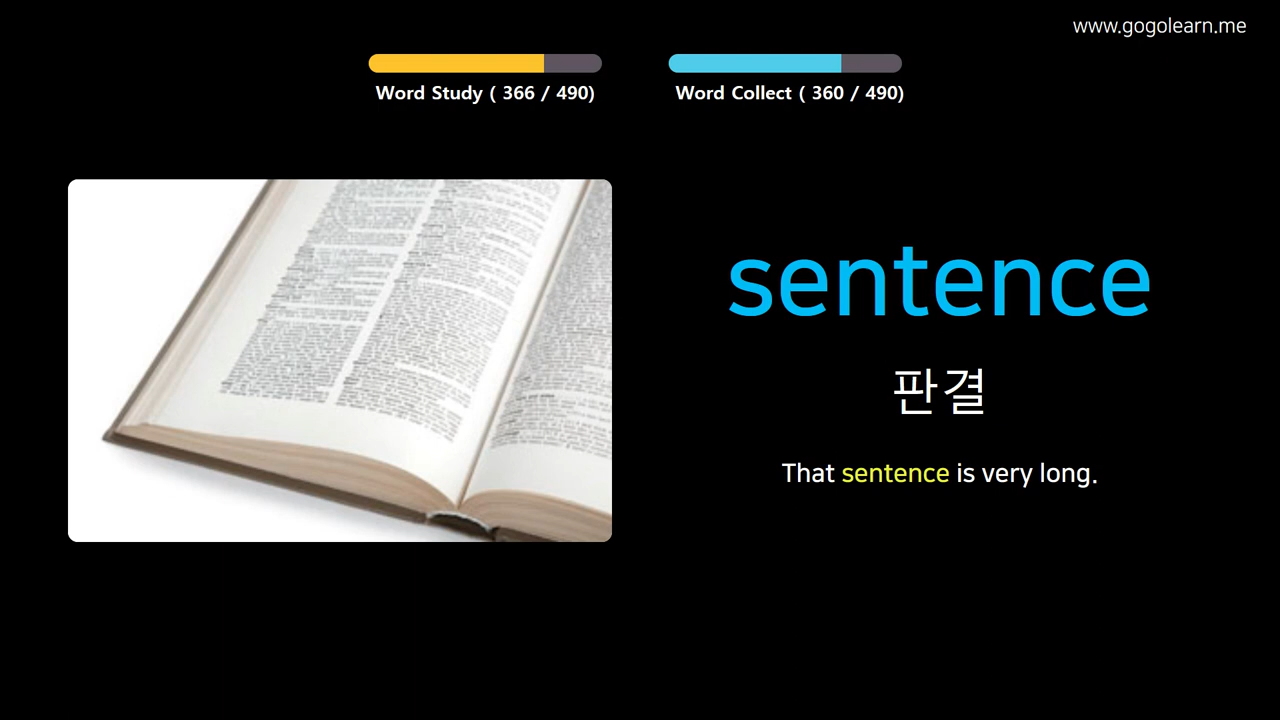 www.gogolearn.me
Word Study ( 366 / 490)
Word Collect ( 360 / 490)
sentence
판결
That sentence is very long.